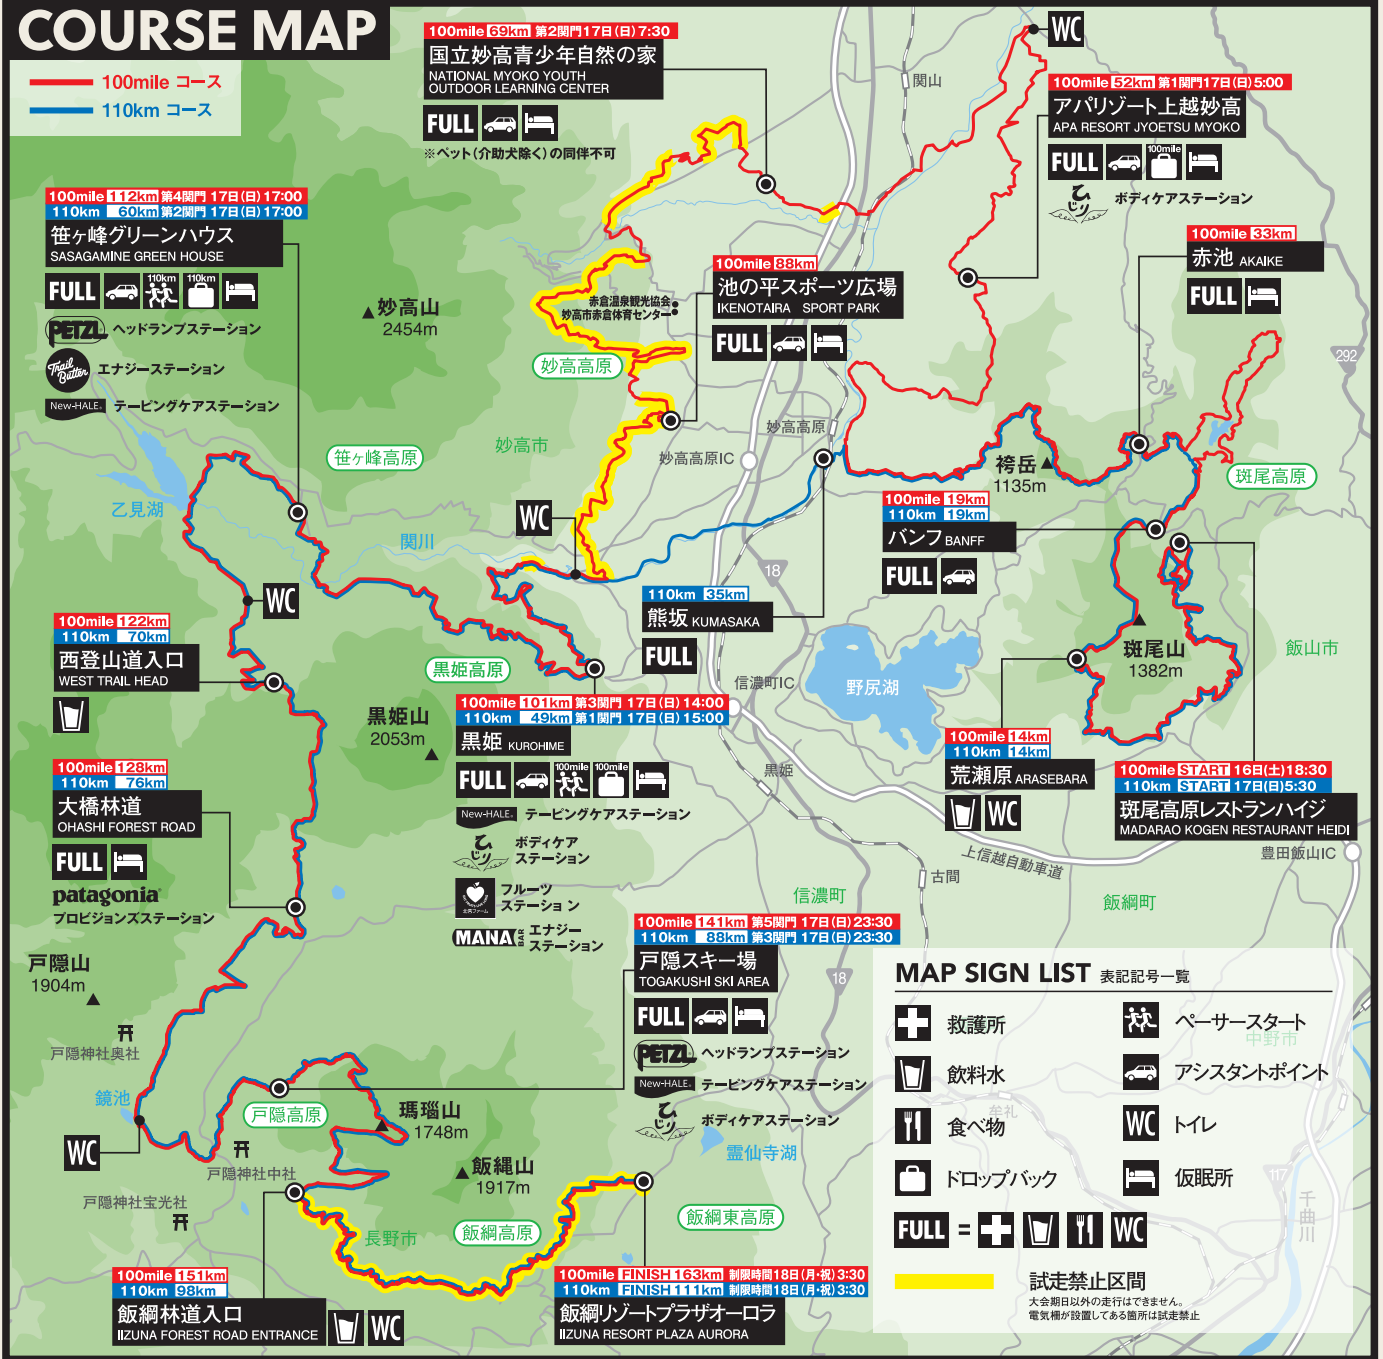 COURSE MAP
100mile コース
110km コース
100mile 69km 第2関門17日(日)7:30
国立妙高青少年自然の家
NATIONAL MYOKO YOUTH
OUTDOOR LEARNING CENTER
FULL
※ペット(介助犬除く)の同伴不可
WC
関山
100mile 52km 第1関門17日(日)5:00
アパリゾート上越妙高
APA RESORT JYOETSU MYOKO
FULL
100mile
ひじり
ボディケアステーション
100mile 112km 第4関門 17日(日)17:00
110km 60km 第2関門 17日(日)17:00
笹ヶ峰グリーンハウス
SASAGAMINE GREEN HOUSE
FULL
110km
110km
PETZL ヘッドランプステーション
Trail Butter エナジーステーション
New-HALE. テーピングケアステーション
100mile 33km
赤池 AKAIKE
FULL
292
100mile 88km
池の平スポーツ広場
IKENOTAIRA SPORT PARK
FULL
赤倉温泉観光協会
妙高市赤倉体育センター
妙高山
2454m
妙高高原
妙高市
笹ヶ峰高原
妙高高原
妙高高原IC
袴岳
1135m
斑尾高原
乙見湖
関川
WC
100mile 19km
110km 19km
バンフ BANFF
FULL
18
110km 35km
熊坂 KUMASAKA
FULL
WC
100mile 122km
110km 70km
西登山道入口
WEST TRAIL HEAD
黒姫高原
黒姫山
2053m
信濃町IC
野尻湖
斑尾山
1382m
飯山市
100mile 101km 第3関門 17日(日)14:00
110km 49km 第1関門 17日(日)15:00
黒姫 KUROHIME
FULL
100mile
100mile
New-HALE. テーピングケアステーション
ひじり
ボディケア
ステーション
フルーツ
ステーション
MANA BAR エナジー
ステーション
黒姫
100mile 14km
110km 14km
荒瀬原 ARASEBARA
WC
100mile START 16日(土)18:30
110km START 17日(日)5:30
斑尾高原レストランハイジ
MADARAO KOGEN RESTAURANT HEIDI
豊田飯山IC
上信越自動車道
古間
信濃町
飯綱町
100mile 128km
110km 76km
大橋林道
OHASHI FOREST ROAD
FULL
patagonia
プロビジョンズステーション
戸隠山
1904m
戸隠神社奥社
鏡池
WC
100mile 141km 第5関門 17日(日)23:30
110km 88km 第3関門 17日(日)23:30
戸隠スキー場
TOGAKUSHI SKI AREA
FULL
PETZL ヘッドランプステーション
New-HALE. テーピングケアステーション
ひじり
ボディケアステーション
18
戸隠高原
瑪瑙山
1748m
戸隠神社中社
戸隠神社宝光社
飯縄山
1917m
霊仙寺湖
飯綱東高原
飯綱高原
長野市
100mile 151km
110km 98km
飯綱林道入口
IIZUNA FOREST ROAD ENTRANCE
WC
100mile FINISH 163km 制限時間18日(月・祝)3:30
110km FINISH 111km 制限時間18日(月・祝)3:30
飯綱リゾートプラザオーロラ
IIZUNA RESORT PLAZA AURORA
MAP SIGN LIST 表記記号一覧
救護所
飲料水
食べ物
ドロップバック
ペーサースタート
アシスタントポイント
WC トイレ
仮眠所
FULL = WC
試走禁止区間
大会期日以外の走行はできません。
電気柵が設置してある箇所は試走禁止
中野市
牟礼
117
千曲川